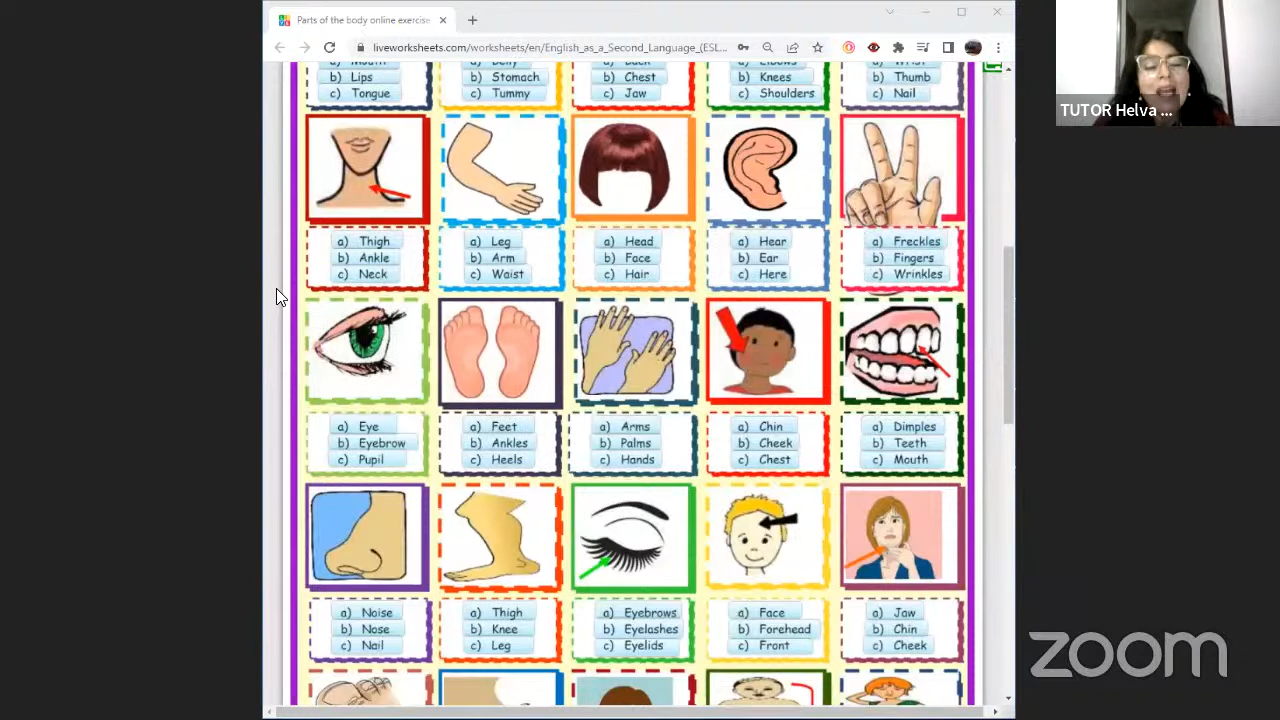 Parts of the body online exercise
liveworksheets.com/worksheets/en/English_as_a_Second_Language_(ESL...
TUTOR Helva ...
b) Lips
c) Tongue
b) Stomach
c) Tummy
b) Chest
c) Jaw
b) Knees
c) Shoulders
b) Thumb
c) Nail
a) Thigh
b) Ankle
c) Neck
a) Leg
b) Arm
c) Waist
a) Head
b) Face
c) Hair
a) Hear
b) Ear
c) Here
a) Freckles
b) Fingers
c) Wrinkles
a) Eye
b) Eyebrow
c) Pupil
a) Feet
b) Ankles
c) Heels
a) Arms
b) Palms
c) Hands
a) Chin
b) Cheek
c) Chest
a) Dimples
b) Teeth
c) Mouth
a) Noise
b) Nose
c) Nail
a) Thigh
b) Knee
c) Leg
a) Eyebrows
b) Eyelashes
c) Eyelids
a) Face
b) Forehead
c) Front
a) Jaw
b) Chin
c) Cheek
zoom